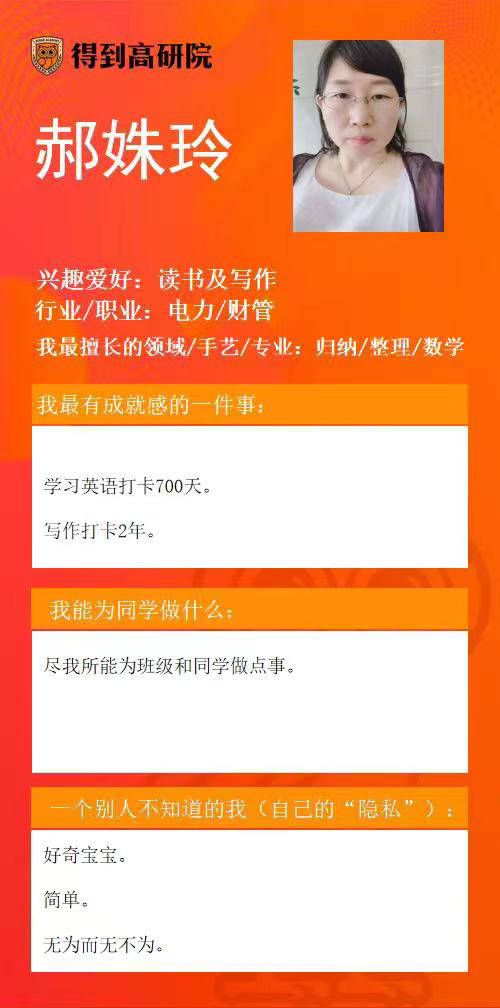 得到高研院
郝姝玲
兴趣爱好：读书及写作
行业/职业：电力/财管
我最擅长的领域/手艺/专业：归纳/整理/数学
我最有成就感的一件事：
学习英语打卡700天。
写作打卡2年。
我能为同学做什么：
尽我所能为班级和同学做点事。
一个别人不知道的我（自己的“隐私”）：
好奇宝宝。
简单。
无为而无不为。